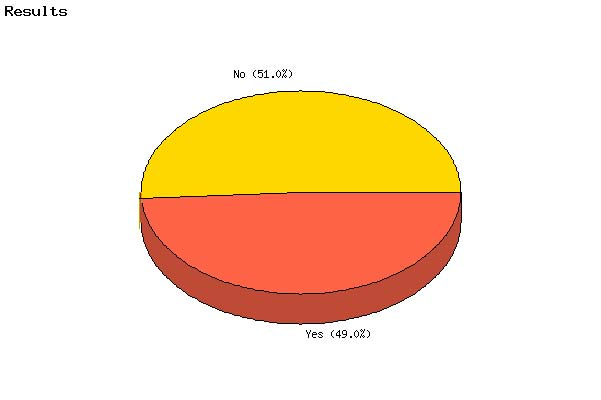 Results
No (51.0%)
Yes (49.0%)